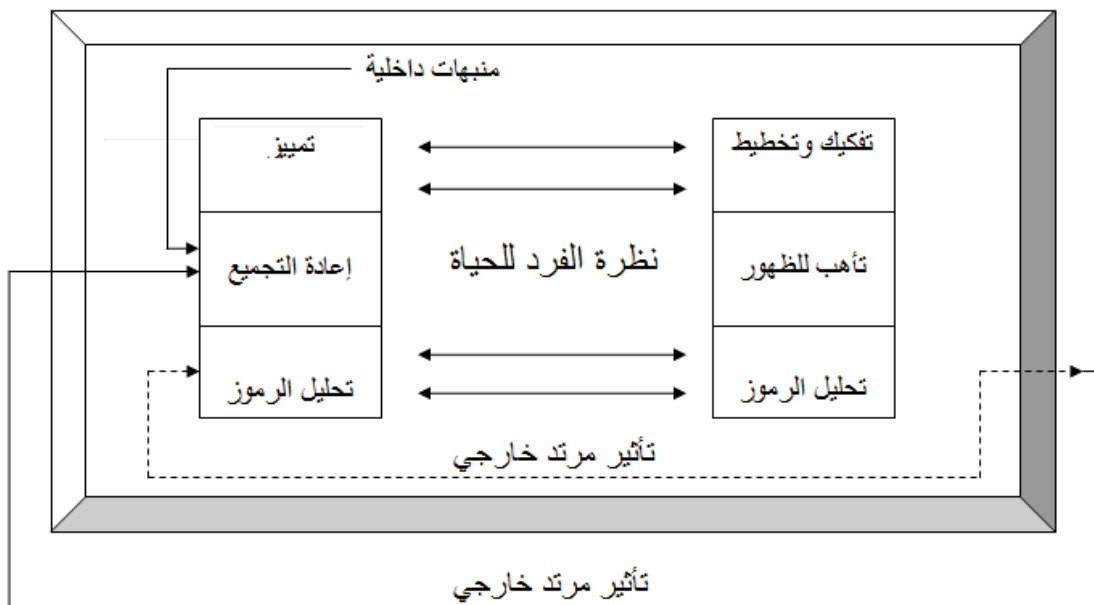 منبهات داخلية
تفكيك وتخطيط
تمييز
نظرة الفرد للحياة
تأهب للظهور
إعادة التجميع
تحليل الرموز
تحليل الرموز
تأثير مرتد خارجي
تأثير مرتد خارجي